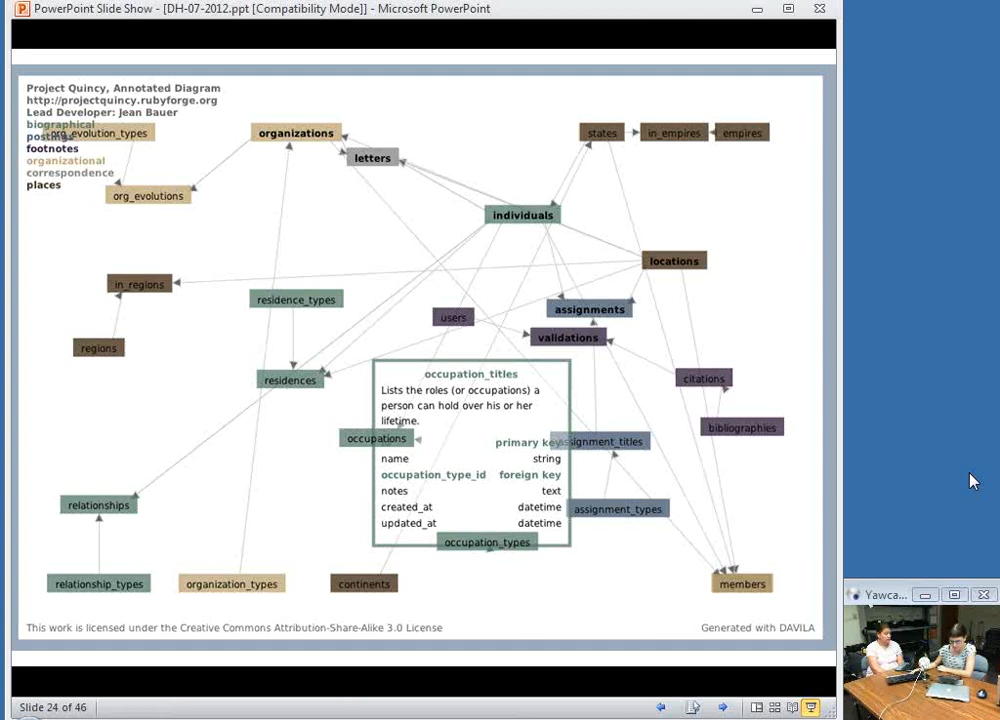 PowerPoint Slide Show - [DH-07-2012.ppt [Compatibility Mode]] - Microsoft PowerPoint
Project Quincy, Annotated Diagram
http://projectquincy.rubyforge.org
Lead Developer: Jean Bauer
biographical
org_evolution_types
postings
footnotes
organizational
correspondence
places
organizations
letters
states
in_empires
empires
org_evolutions
individuals
locations
in_regions
residence_types
users
assignments
validations
regions
residences
citations
occupation_titles
Lists the roles (or occupations) a
person can hold over his or her
lifetime.
occupations
primary key
assignment_titles
name string
occupation_type_id foreign key
notes text
created_at datetime
updated_at datetime
bibliographies
relationships
assignment_types
occupation_types
relationship_types
organization_types
continents
members
This work is licensed under the Creative Commons Attribution-Share-Alike 3.0 License
Generated with DAVILA
Yawca...
Slide 24 of 46